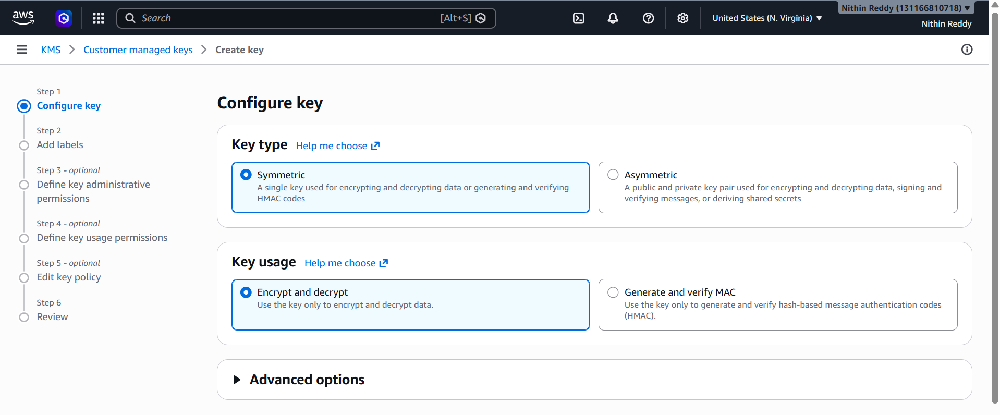 aws
Search
[Alt+S]
United States (N. Virginia)
Nithin Reddy (131166810718)
Nithin Reddy
KMS
Customer managed keys
Create key
Step 1
Configure key
Step 2
Add labels
Step 3 - optional
Define key administrative
permissions
Step 4 - optional
Define key usage permissions
Step 5 - optional
Edit key policy
Step 6
Review
Configure key
Key type Help me choose
Symmetric
A single key used for encrypting and decrypting data or generating and verifying
HMAC codes
Asymmetric
A public and private key pair used for encrypting and decrypting data, signing and
verifying messages, or deriving shared secrets
Key usage Help me choose
Encrypt and decrypt
Use the key only to encrypt and decrypt data.
Generate and verify MAC
Use the key only to generate and verify hash-based message authentication codes
(HMAC).
Advanced options